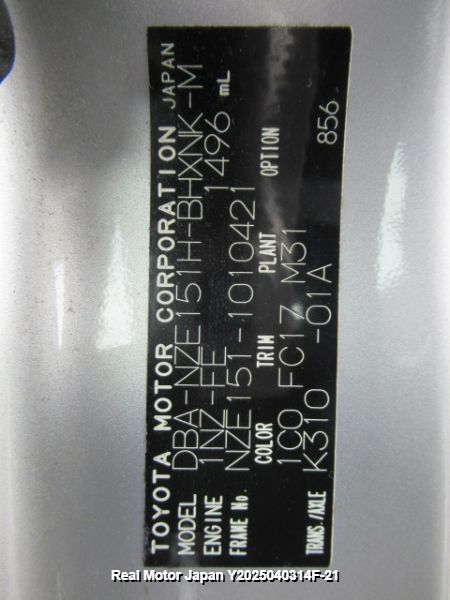 TOYOTA MOTOR CORPORATION JAPAN
MODEL DBA-NZE151H-BHXNK-M
ENGINE 1NZ-FE 1496 mL
FRAME No. NZE151-1010421
COLOR TRIM PLANT OPTION
1C0 FC17 M31
TRANS./AXLE K310 -01A 856
Real Motor Japan Y2025040314F-21